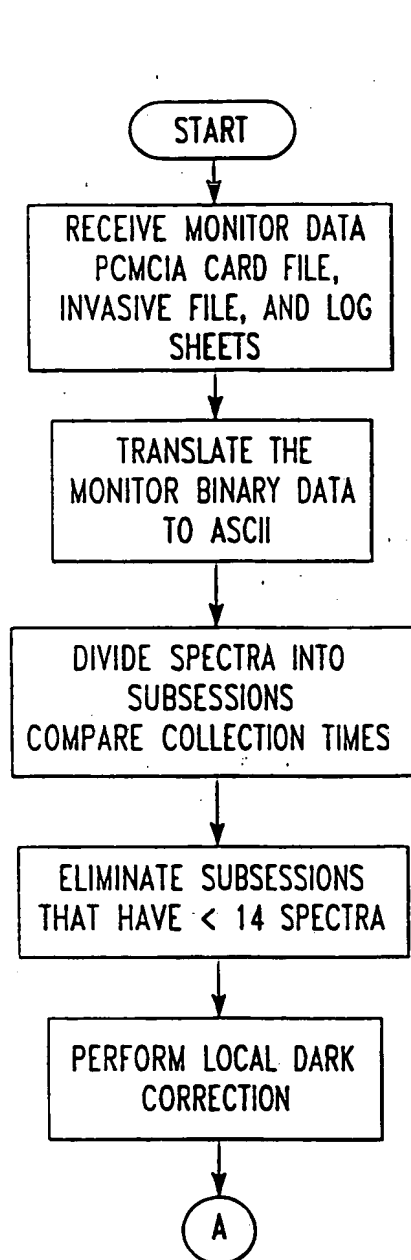 START
RECEIVE MONITOR DATA
PCMCIA CARD FILE,
INVASIVE FILE, AND LOG
SHEETS
TRANSLATE THE
MONITOR BINARY DATA
TO ASCII
DIVIDE SPECTRA INTO
SUBSESSIONS
COMPARE COLLECTION TIMES
ELIMINATE SUBSESSIONS
THAT HAVE < 14 SPECTRA
PERFORM LOCAL DARK
CORRECTION
A